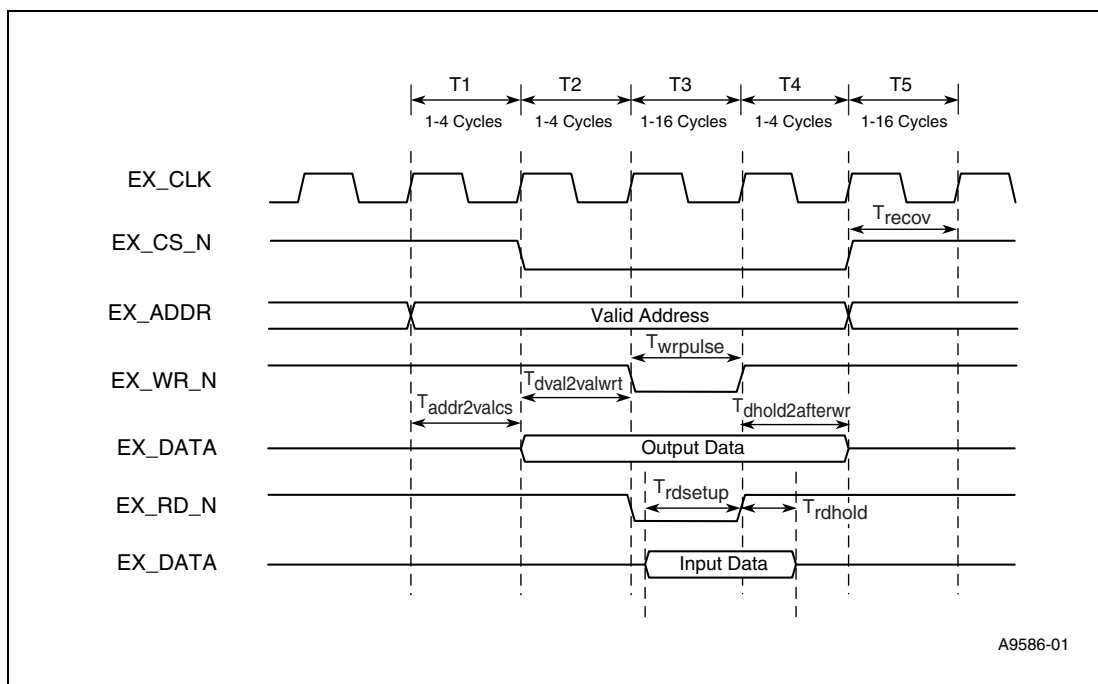 T1 T2 T3 T4 T5
1-4 Cycles 1-4 Cycles 1-16 Cycles 1-4 Cycles 1-16 Cycles
EX_CLK
Trecov
EX_CS_N
EX_ADDR
Valid Address
Twrpulse
EX_WR_N
Tdval2valwrt
Taddr2valcs
Tdhold2afterwr
EX_DATA
Output Data
EX_RD_N
Trdsetup
Trdhold
EX_DATA
Input Data
A9586-01